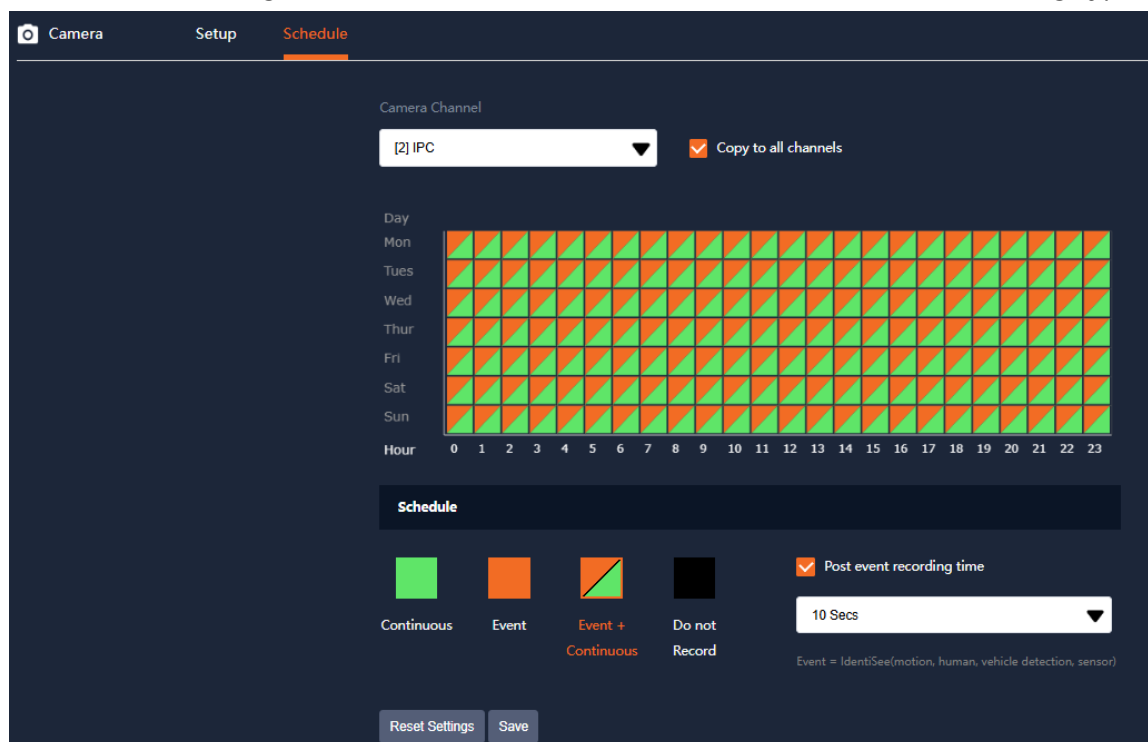 Camera Setup Schedule
Camera Channel
[2] IPC Copy to all channels
Day
Mon
Tues
Wed
Thur
Fri
Sat
Sun
Hour 0 1 2 3 4 5 6 7 8 9 10 11 12 13 14 15 16 17 18 19 20 21 22 23
Schedule
Post event recording time
10 Secs
Continuous Event Event + Continuous Do not Record
Event = IdentiSee(motion, human, vehicle detection, sensor)
Reset Settings Save